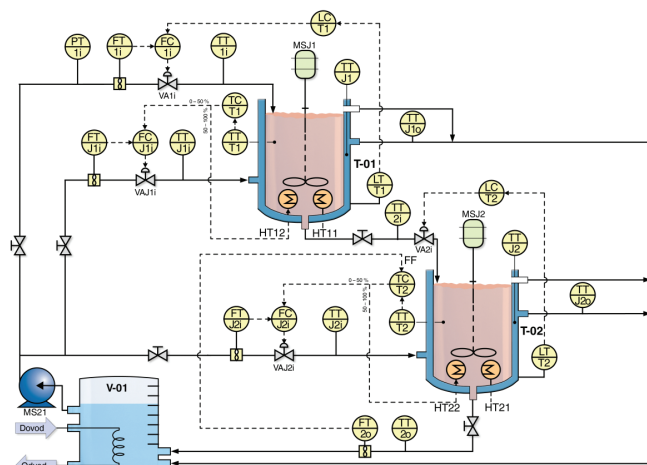 LC
T1
PT
1i
FT
1i
FC
1i
TT
1i
MSJ1
TT
J1
VA1i
0 – 50 %
TC
T1
50 – 100 %
FT
J1i
FC
J1i
TT
J1i
TT
T1
TT
J1o
T-01
VAJ1i
LT
T1
TT
2i
LC
T2
HT12
HT11
VA2i
MSJ2
TT
J2
FF
0 – 50 %
TC
T2
50 – 100 %
TT
J2o
FT
J2i
FC
J2i
TT
J2i
TT
T2
T-02
VAJ2i
LT
T2
V-01
MS21
HT22
HT21
Dovod
FT
2o
TT
2o
Odvod